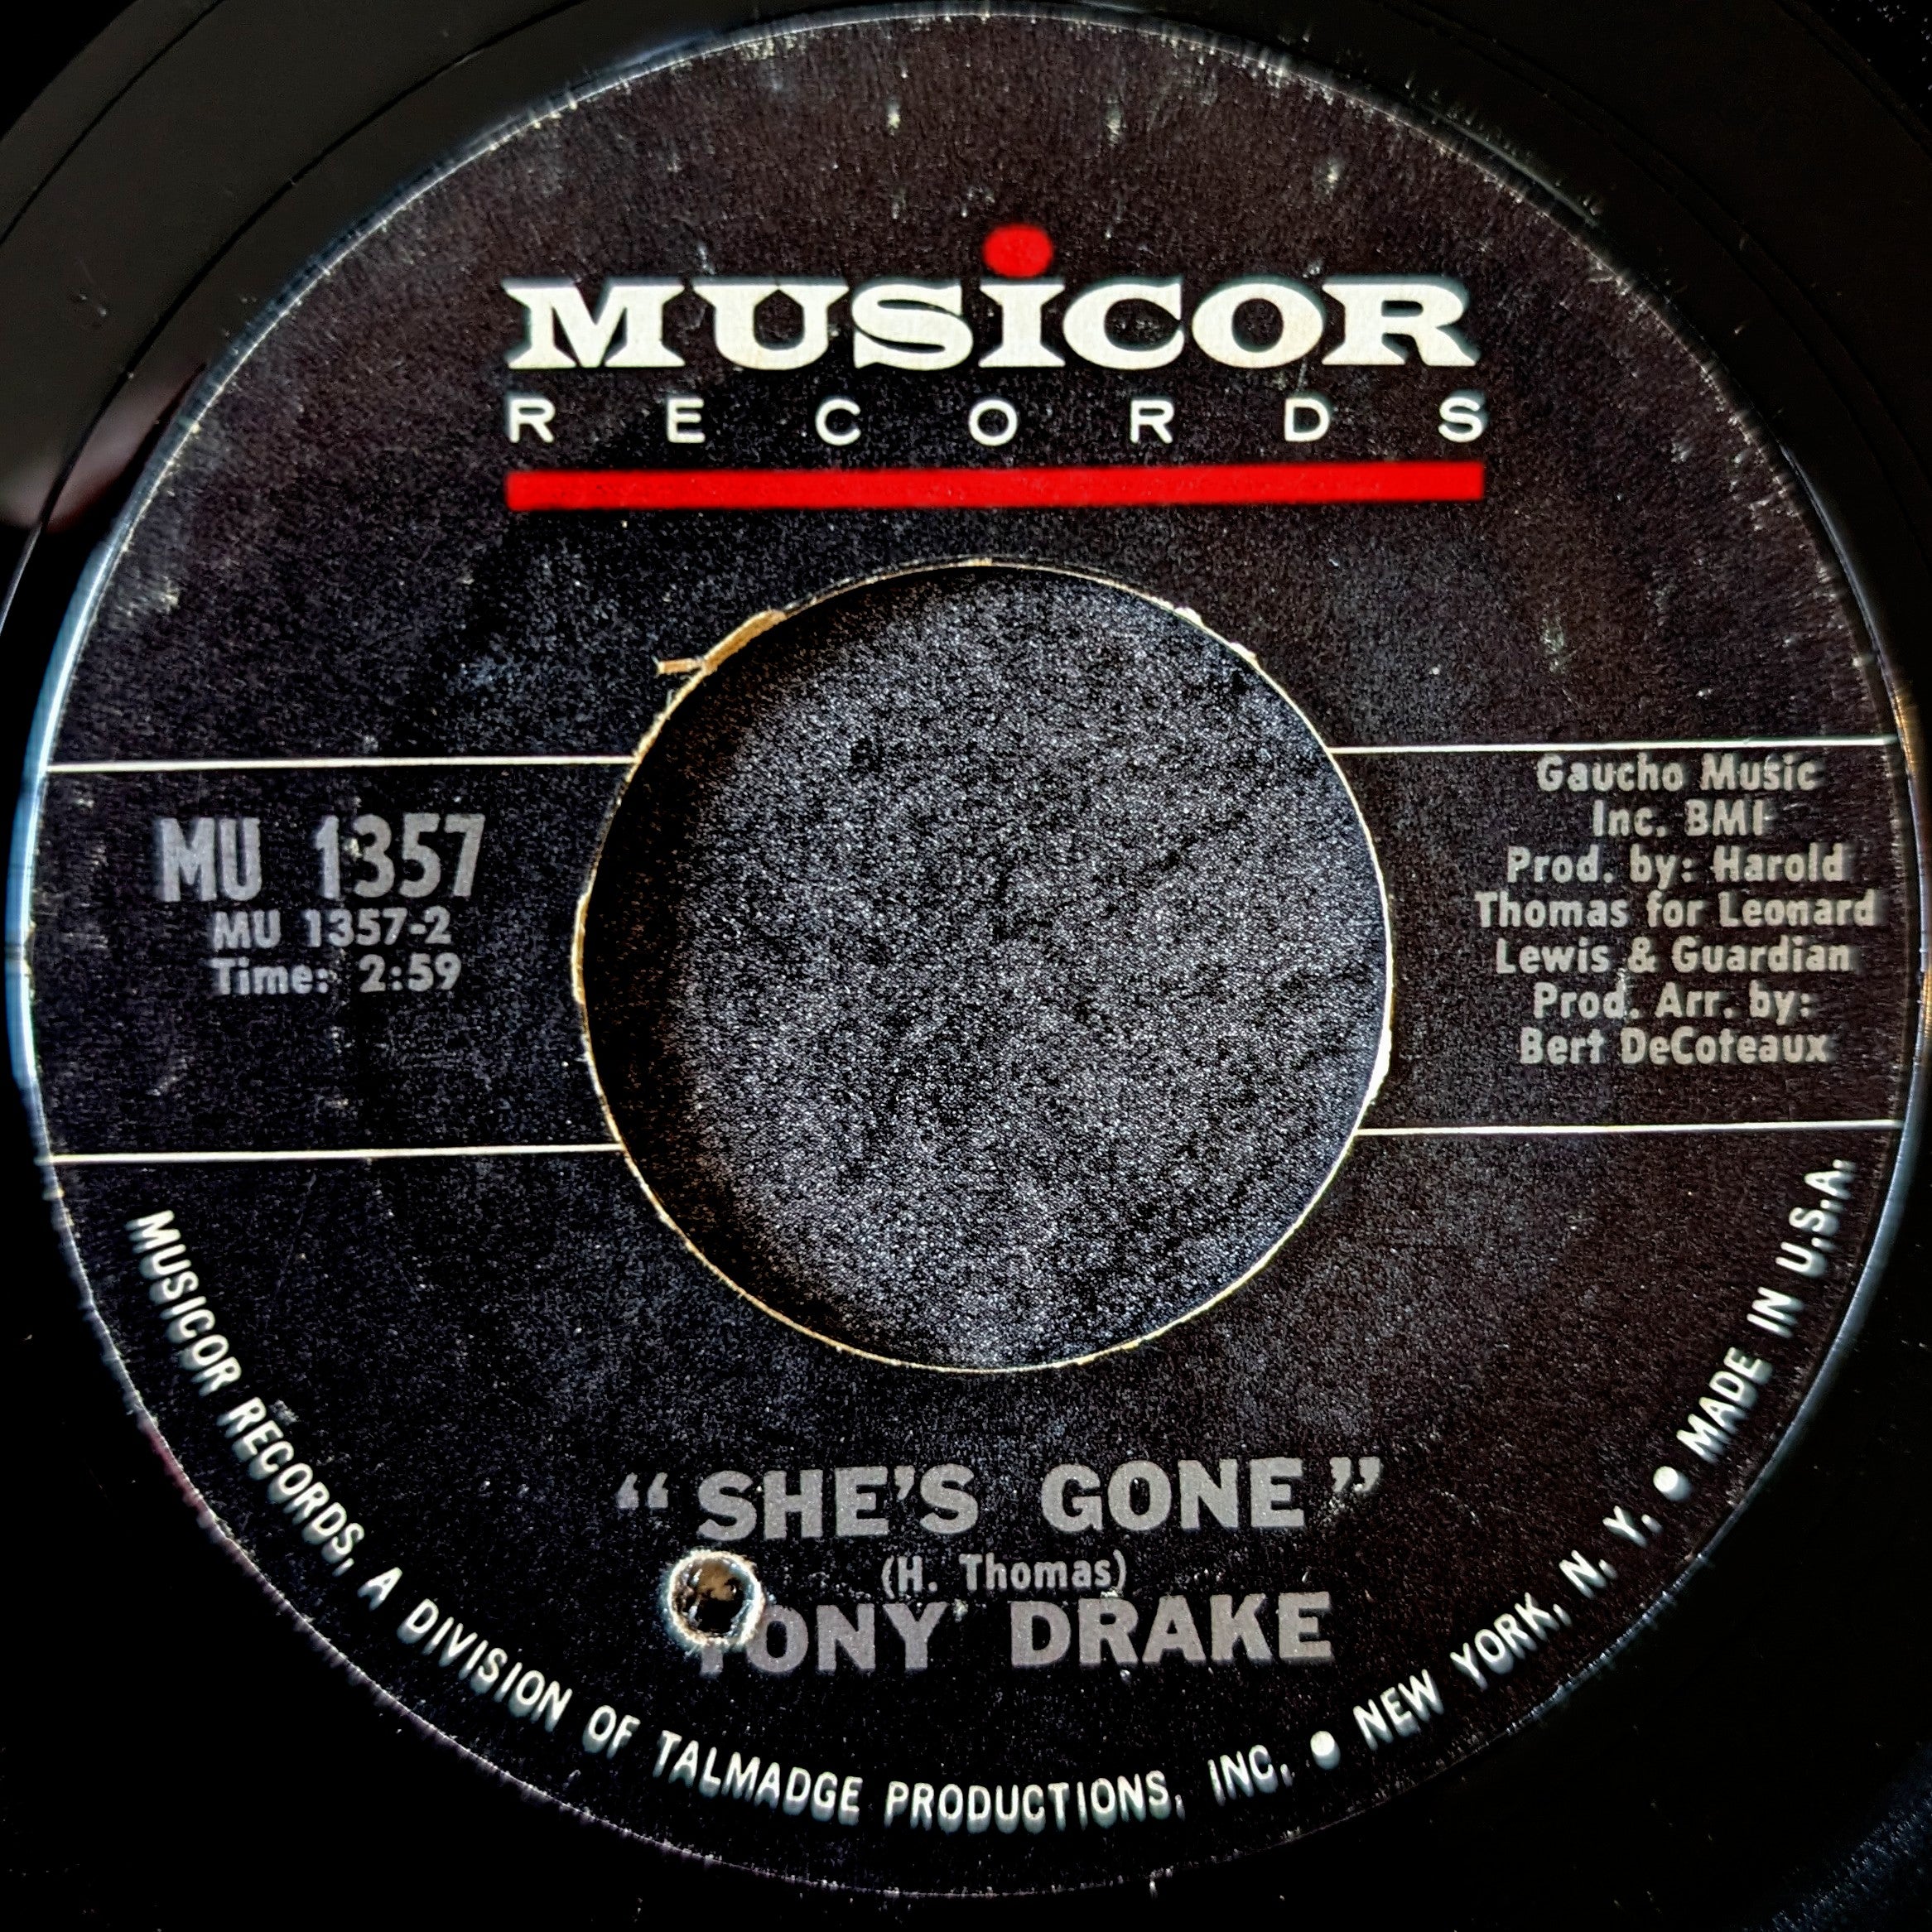 MUSiCOR
RECORDS
MU 1357
MU 1357-2
Time: 2:59
Gaucho Music
Inc. BMI
Prod. by: Harold
Thomas for Leonard
Lewis & Guardian
Prod. Arr. by:
Bert DeCoteaux
“SHE'S GONE”
(H. Thomas)
TONY DRAKE
MUSICOR RECORDS, A DIVISION OF TALMADGE PRODUCTIONS, INC. • NEW YORK, N. Y. • MADE IN U.S.A.